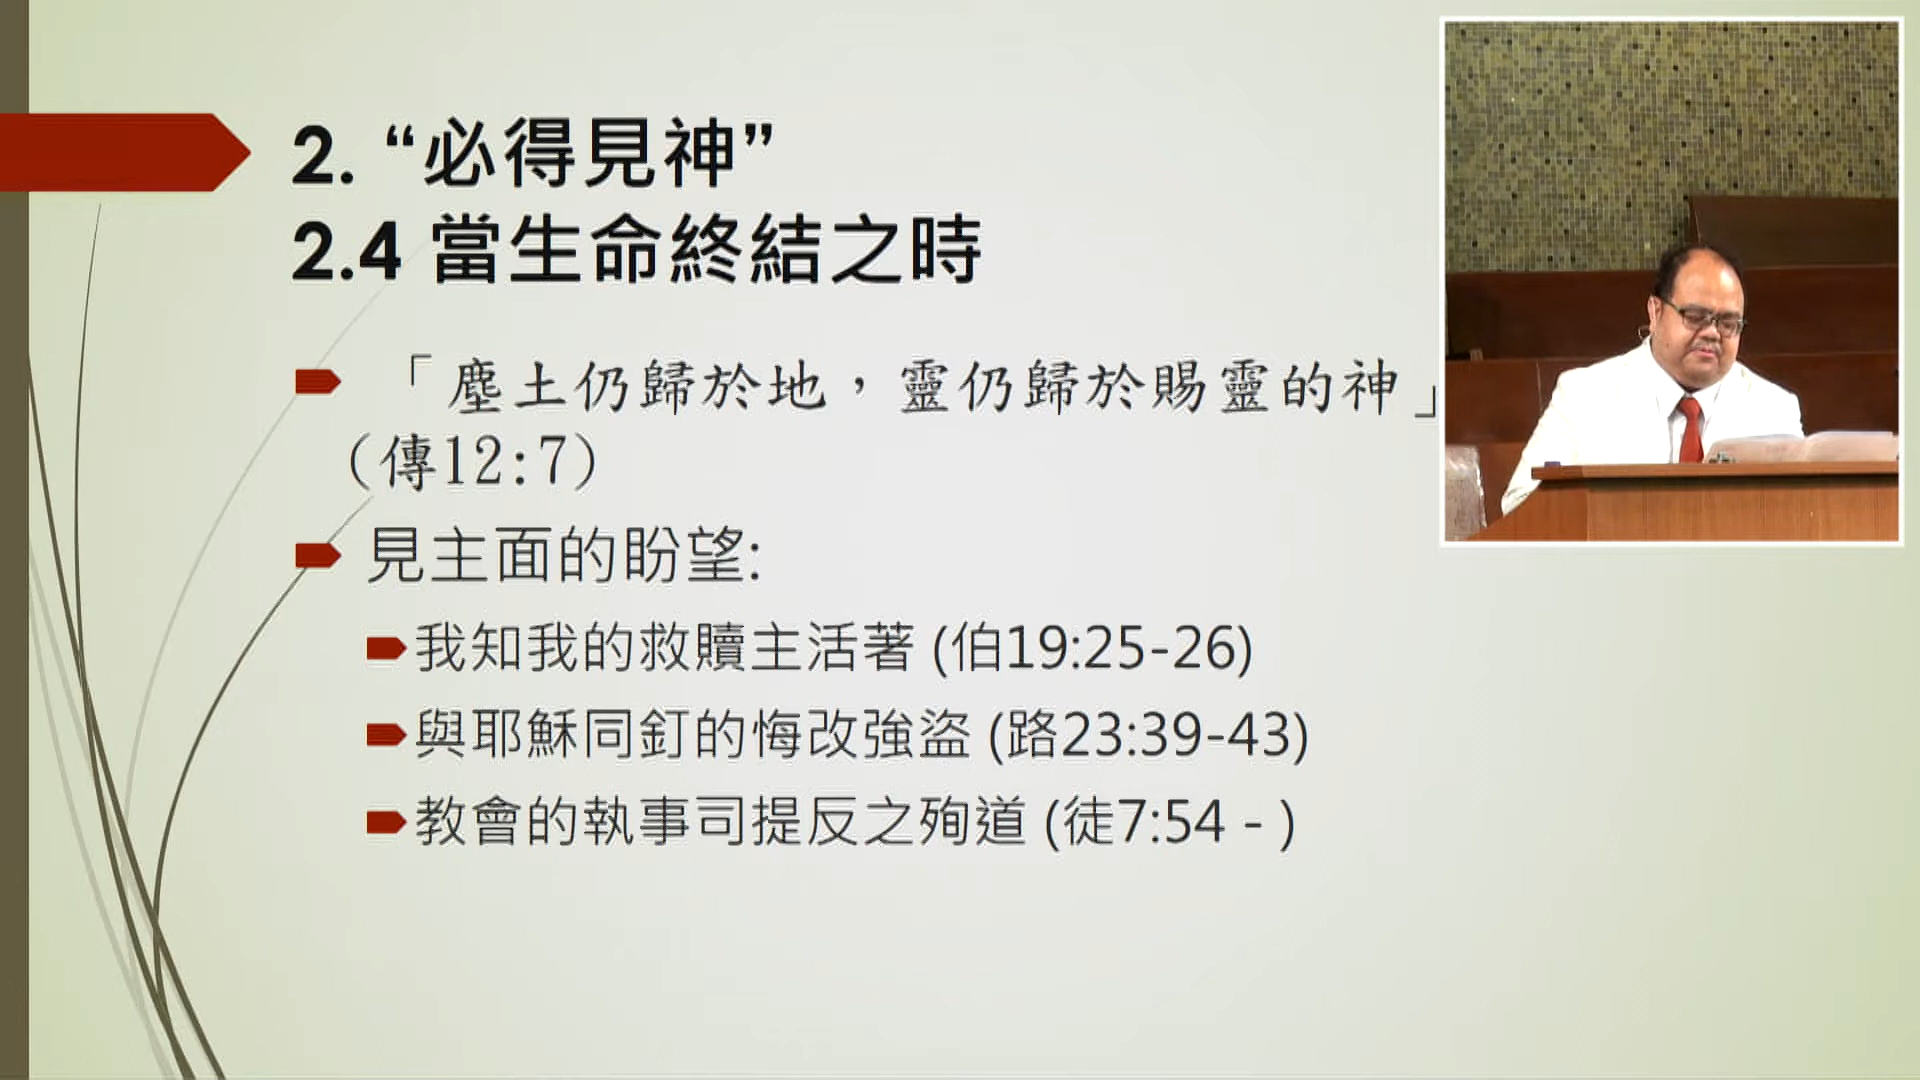 2. “必得見神”
2.4 當生命終結之時
「塵土仍歸於地，靈仍歸於賜靈的神」
(傳12:7)
見主面的盼望:
我知我的救贖主活著 (伯19:25-26)
與耶穌同釘的悔改強盜 (路23:39-43)
教會的執事司提反之殉道 (徒7:54 - )